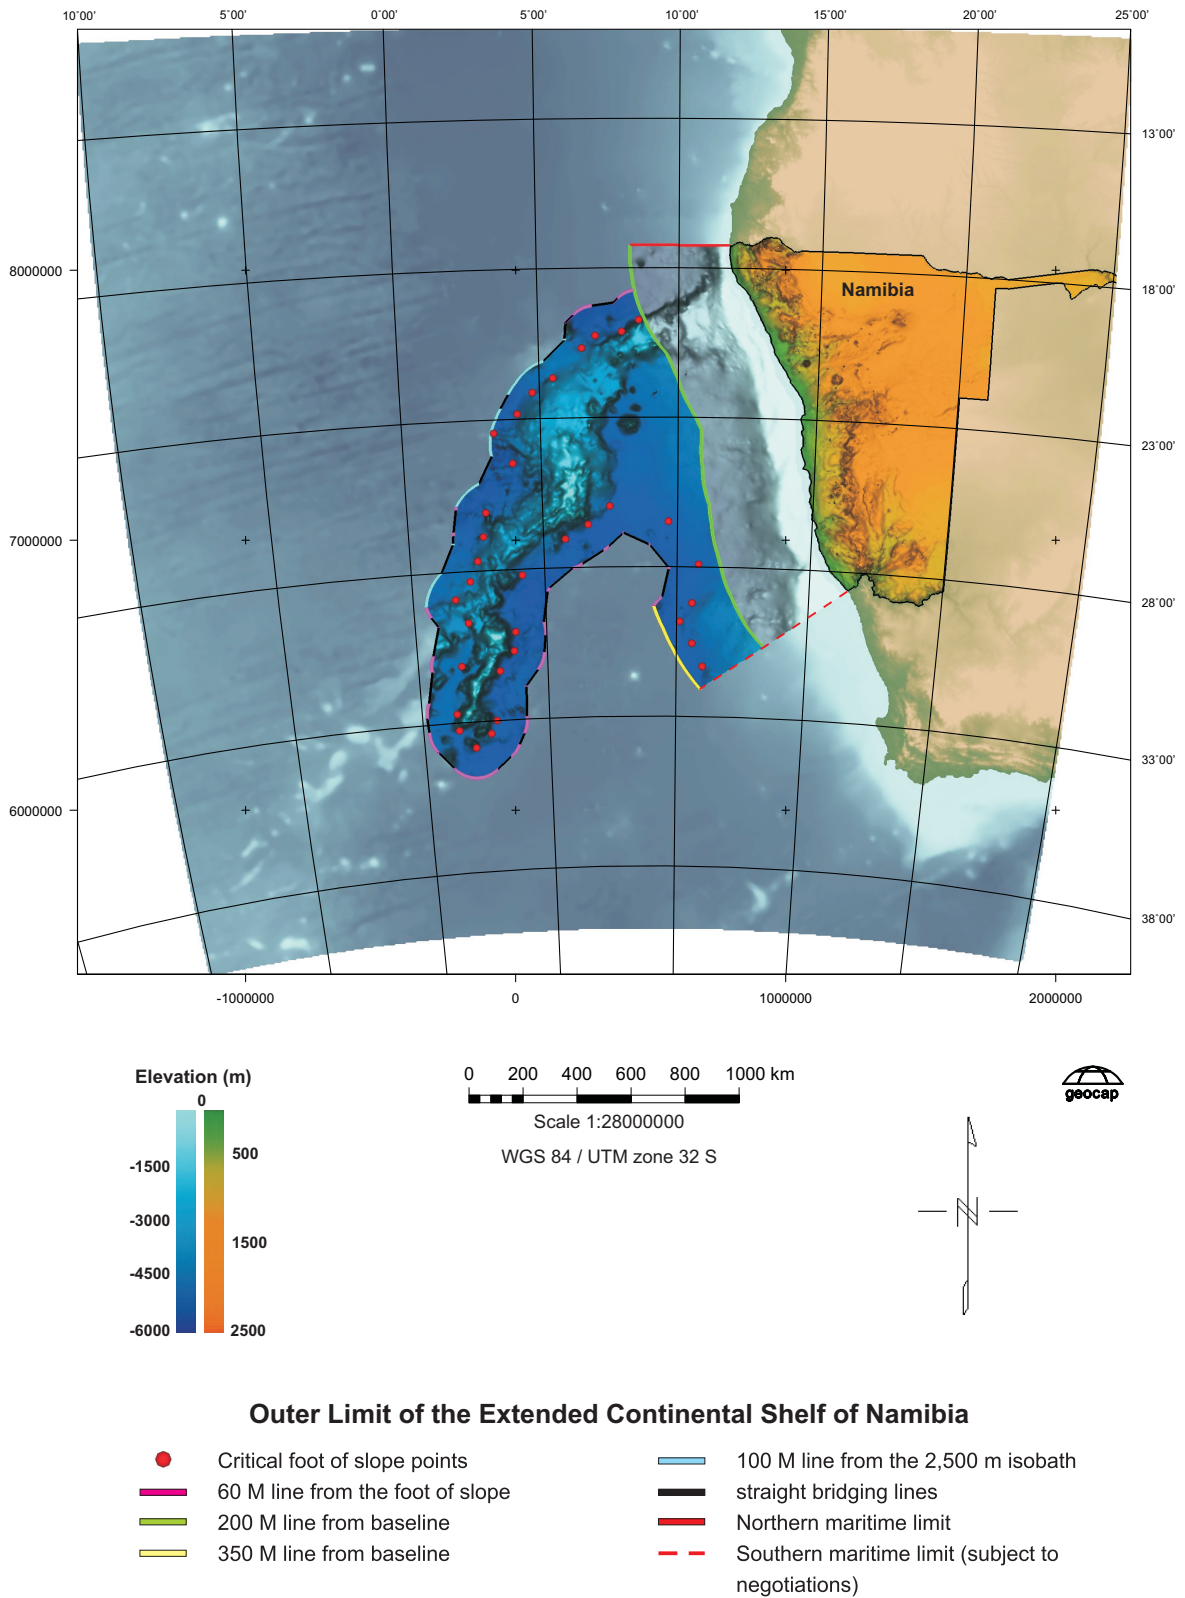 10°00' 5°00' 0°00' 5°00' 10°00' 15°00' 20°00' 25°00'
13°00'
8000000
18°00'
Namibia
23°00'
7000000
28°00'
33°00'
6000000
38°00'
-1000000 0 1000000 2000000
Elevation (m)
0
500
-1500
-3000
1500
-4500
-6000
2500
0 200 400 600 800 1000 km
Scale 1:28000000
WGS 84 / UTM zone 32 S
geocap
N
Outer Limit of the Extended Continental Shelf of Namibia
Critical foot of slope points
60 M line from the foot of slope
200 M line from baseline
350 M line from baseline
100 M line from the 2,500 m isobath
straight bridging lines
Northern maritime limit
Southern maritime limit (subject to
negotiations)